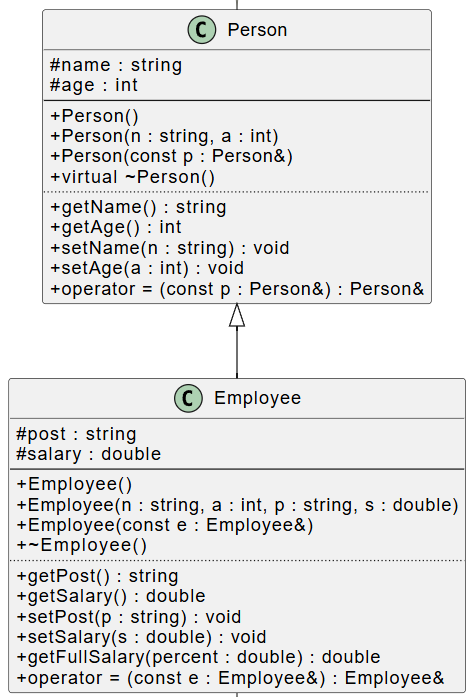 C Person
#name : string
#age : int
+Person()
+Person(n : string, a : int)
+Person(const p : Person&)
+virtual ~Person()
+getName() : string
+getAge() : int
+setName(n : string) : void
+setAge(a : int) : void
+operator = (const p : Person&) : Person&
C Employee
#post : string
#salary : double
+Employee()
+Employee(n : string, a : int, p : string, s : double)
+Employee(const e : Employee&)
+~Employee()
+getPost() : string
+getSalary() : double
+setPost(p : string) : void
+setSalary(s : double) : void
+getFullSalary(percent : double) : double
+operator = (const e : Employee&) : Employee&